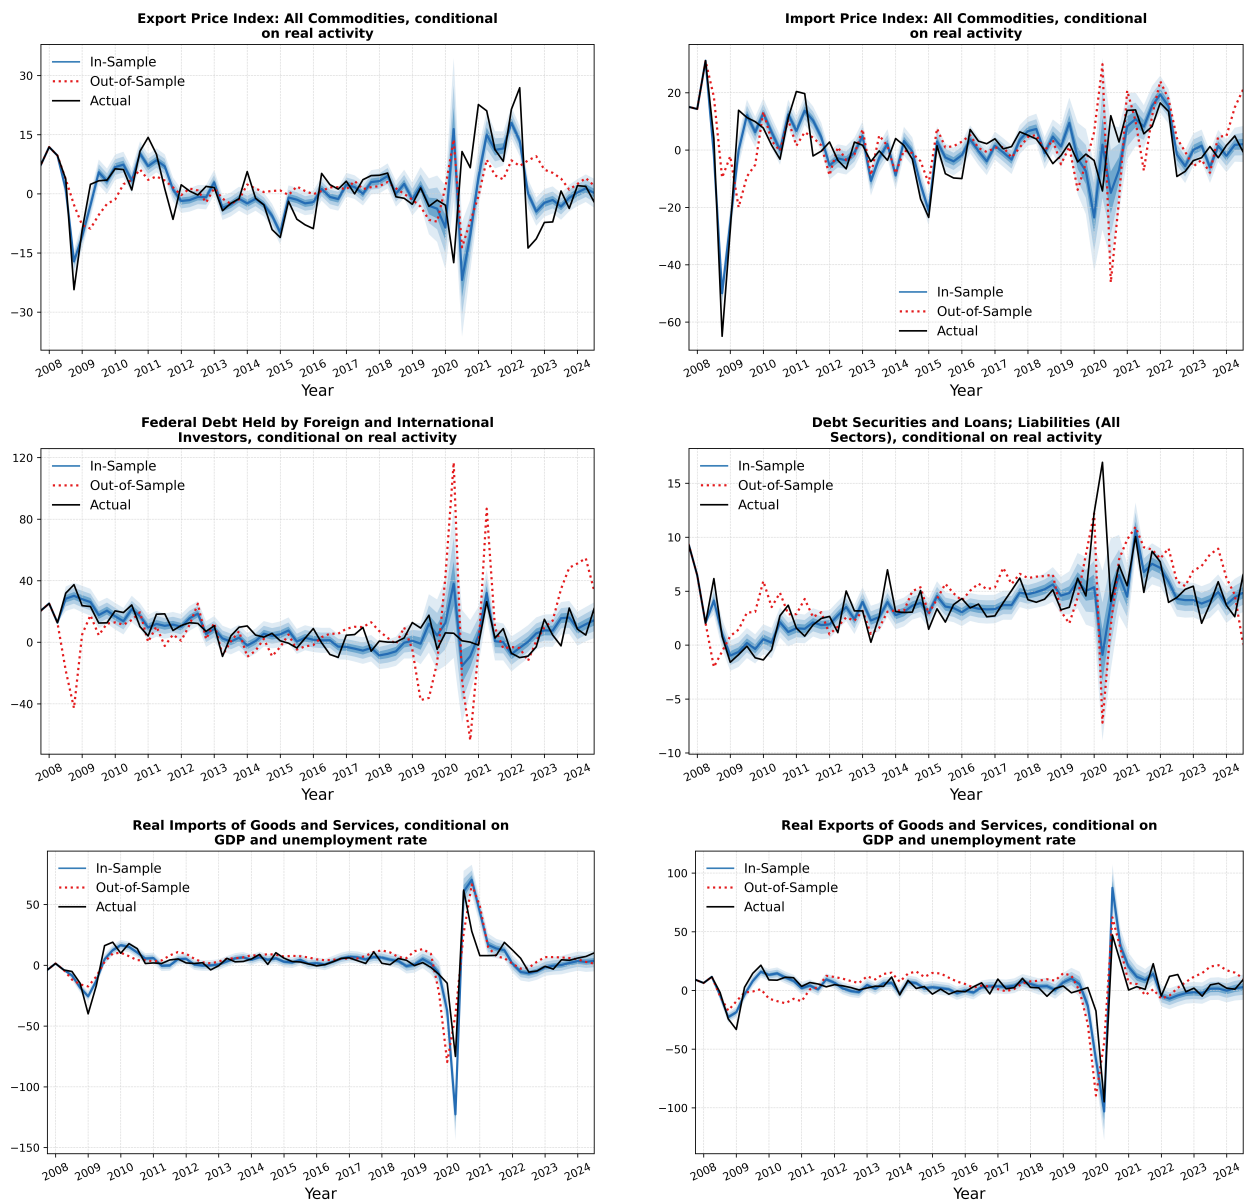 Export Price Index: All Commodities, conditional
on real activity
In-Sample
Out-of-Sample
Actual
30
15
0
−15
−30
2008 2009 2010 2011 2012 2013 2014 2015 2016 2017 2018 2019 2020 2021 2022 2023 2024
Year
Import Price Index: All Commodities, conditional
on real activity
20
0
−20
−40
−60
In-Sample
Out-of-Sample
Actual
2008 2009 2010 2011 2012 2013 2014 2015 2016 2017 2018 2019 2020 2021 2022 2023 2024
Year
Federal Debt Held by Foreign and International
Investors, conditional on real activity
In-Sample
Out-of-Sample
Actual
120
80
40
0
−40
2008 2009 2010 2011 2012 2013 2014 2015 2016 2017 2018 2019 2020 2021 2022 2023 2024
Year
Debt Securities and Loans; Liabilities (All
Sectors), conditional on real activity
In-Sample
Out-of-Sample
Actual
15
10
5
0
−5
−10
2008 2009 2010 2011 2012 2013 2014 2015 2016 2017 2018 2019 2020 2021 2022 2023 2024
Year
Real Imports of Goods and Services, conditional on
GDP and unemployment rate
In-Sample
Out-of-Sample
Actual
50
0
−50
−100
−150
2008 2009 2010 2011 2012 2013 2014 2015 2016 2017 2018 2019 2020 2021 2022 2023 2024
Year
Real Exports of Goods and Services, conditional on
GDP and unemployment rate
In-Sample
Out-of-Sample
Actual
100
50
0
−50
−100
2008 2009 2010 2011 2012 2013 2014 2015 2016 2017 2018 2019 2020 2021 2022 2023 2024
Year